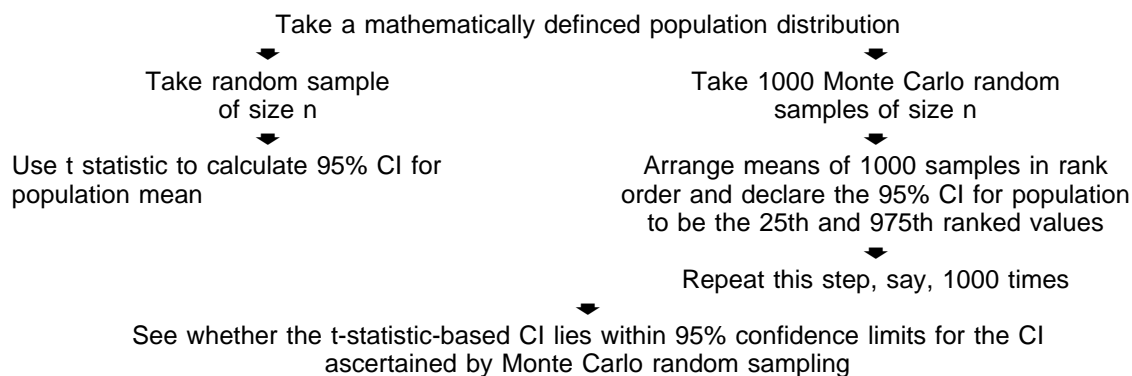 Take a mathematically definced population distribution
Take random sample
of size n
Take 1000 Monte Carlo random
samples of size n
Use t statistic to calculate 95% CI for
population mean
Arrange means of 1000 samples in rank
order and declare the 95% CI for population
to be the 25th and 975th ranked values
Repeat this step, say, 1000 times
See whether the t-statistic-based CI lies within 95% confidence limits for the CI
ascertained by Monte Carlo random sampling